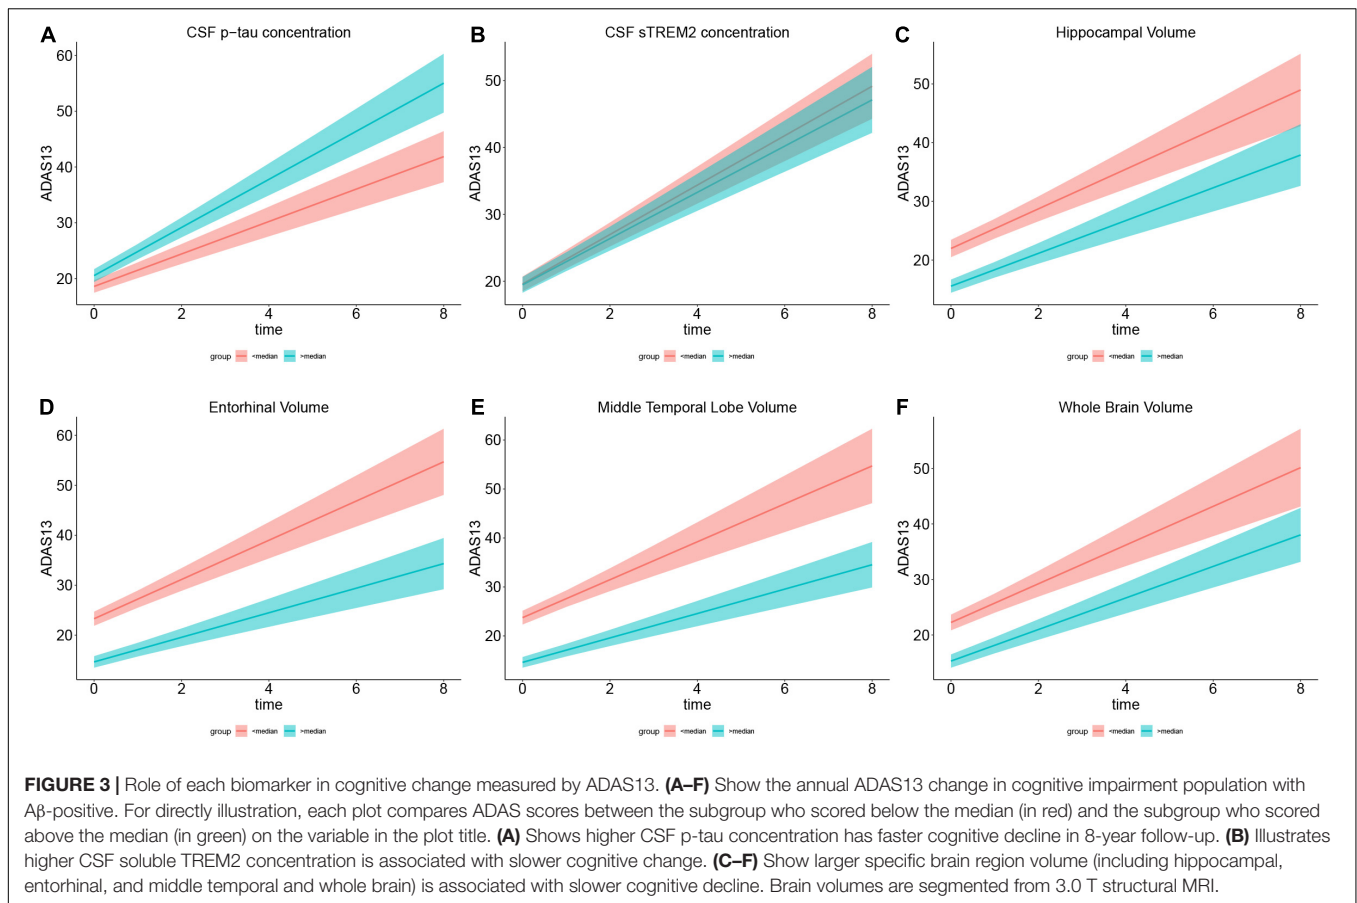 A
CSF p−tau concentration
60
50
40
30
20
ADAS13
0 2 4 6 8
time
group <median >median
B
CSF sTREM2 concentration
50
40
30
20
ADAS13
0 2 4 6 8
time
group <median >median
C
Hippocampal Volume
50
40
30
20
ADAS13
0 2 4 6 8
time
group <median >median
D
Entorhinal Volume
60
50
40
30
20
ADAS13
0 2 4 6 8
time
group <median >median
E
Middle Temporal Lobe Volume
60
50
40
30
20
ADAS13
0 2 4 6 8
time
group <median >median
F
Whole Brain Volume
50
40
30
20
ADAS13
0 2 4 6 8
time
group <median >median
FIGURE 3 | Role of each biomarker in cognitive change measured by ADAS13. (A–F) Show the annual ADAS13 change in cognitive impairment population with
Aβ-positive. For directly illustration, each plot compares ADAS scores between the subgroup who scored below the median (in red) and the subgroup who scored
above the median (in green) on the variable in the plot title. (A) Shows higher CSF p-tau concentration has faster cognitive decline in 8-year follow-up. (B) Illustrates
higher CSF soluble TREM2 concentration is associated with slower cognitive change. (C–F) Show larger specific brain region volume (including hippocampal,
entorhinal, and middle temporal and whole brain) is associated with slower cognitive decline. Brain volumes are segmented from 3.0 T structural MRI.